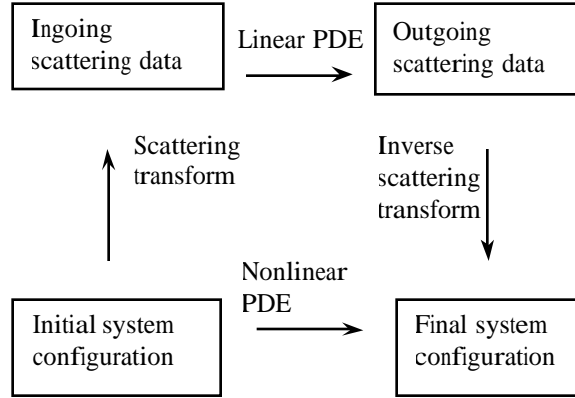 Ingoing
scattering data
Linear PDE
Outgoing
scattering data
Scattering
transform
Inverse
scattering
transform
Nonlinear
PDE
Initial system
configuration
Final system
configuration